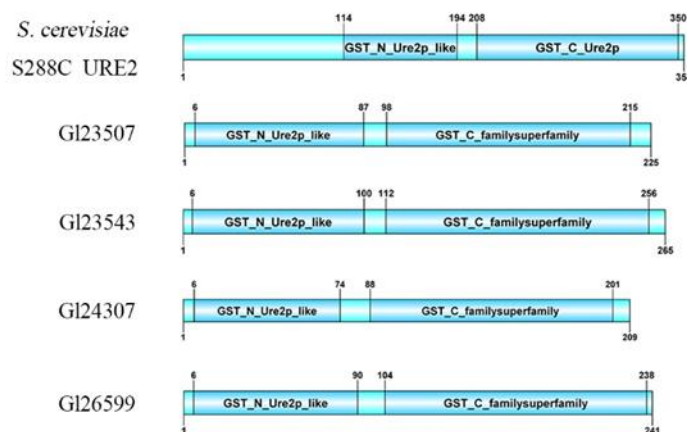 S. cerevisiae
S288C URE2
114 194 208 350
GST_N_Ure2p_like GST_C_Ure2p
1 35
Gl23507
6 87 98 215
GST_N_Ure2p_like GST_C_familysuperfamily
1 225
Gl23543
6 100 112 256
GST_N_Ure2p_like GST_C_familysuperfamily
1 265
Gl24307
6 74 88 201
GST_N_Ure2p_like GST_C_familysuperfamily
1 209
Gl26599
6 90 104 238
GST_N_Ure2p_like GST_C_familysuperfamily
1 241